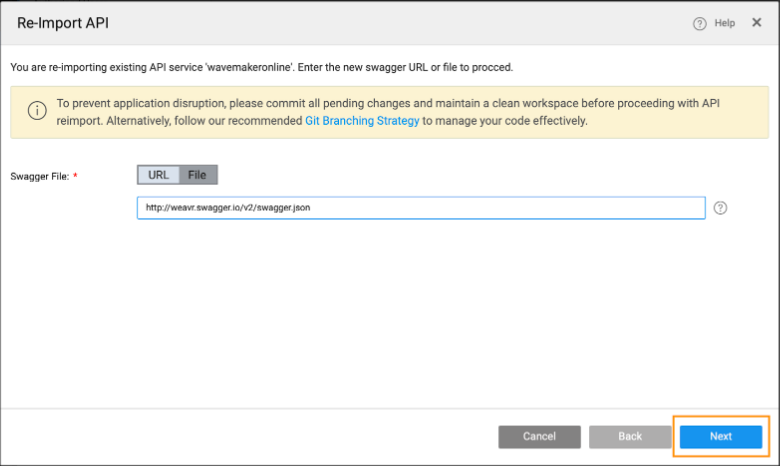 Re-Import API
Help
You are re-importing existing API service 'wavemakeronline'. Enter the new swagger URL or file to procced.
To prevent application disruption, please commit all pending changes and maintain a clean workspace before proceeding with API
reimport. Alternatively, follow our recommended Git Branching Strategy to manage your code effectively.
Swagger File: *
URL File
http://weavr.swagger.io/v2/swagger.json
Cancel Back Next